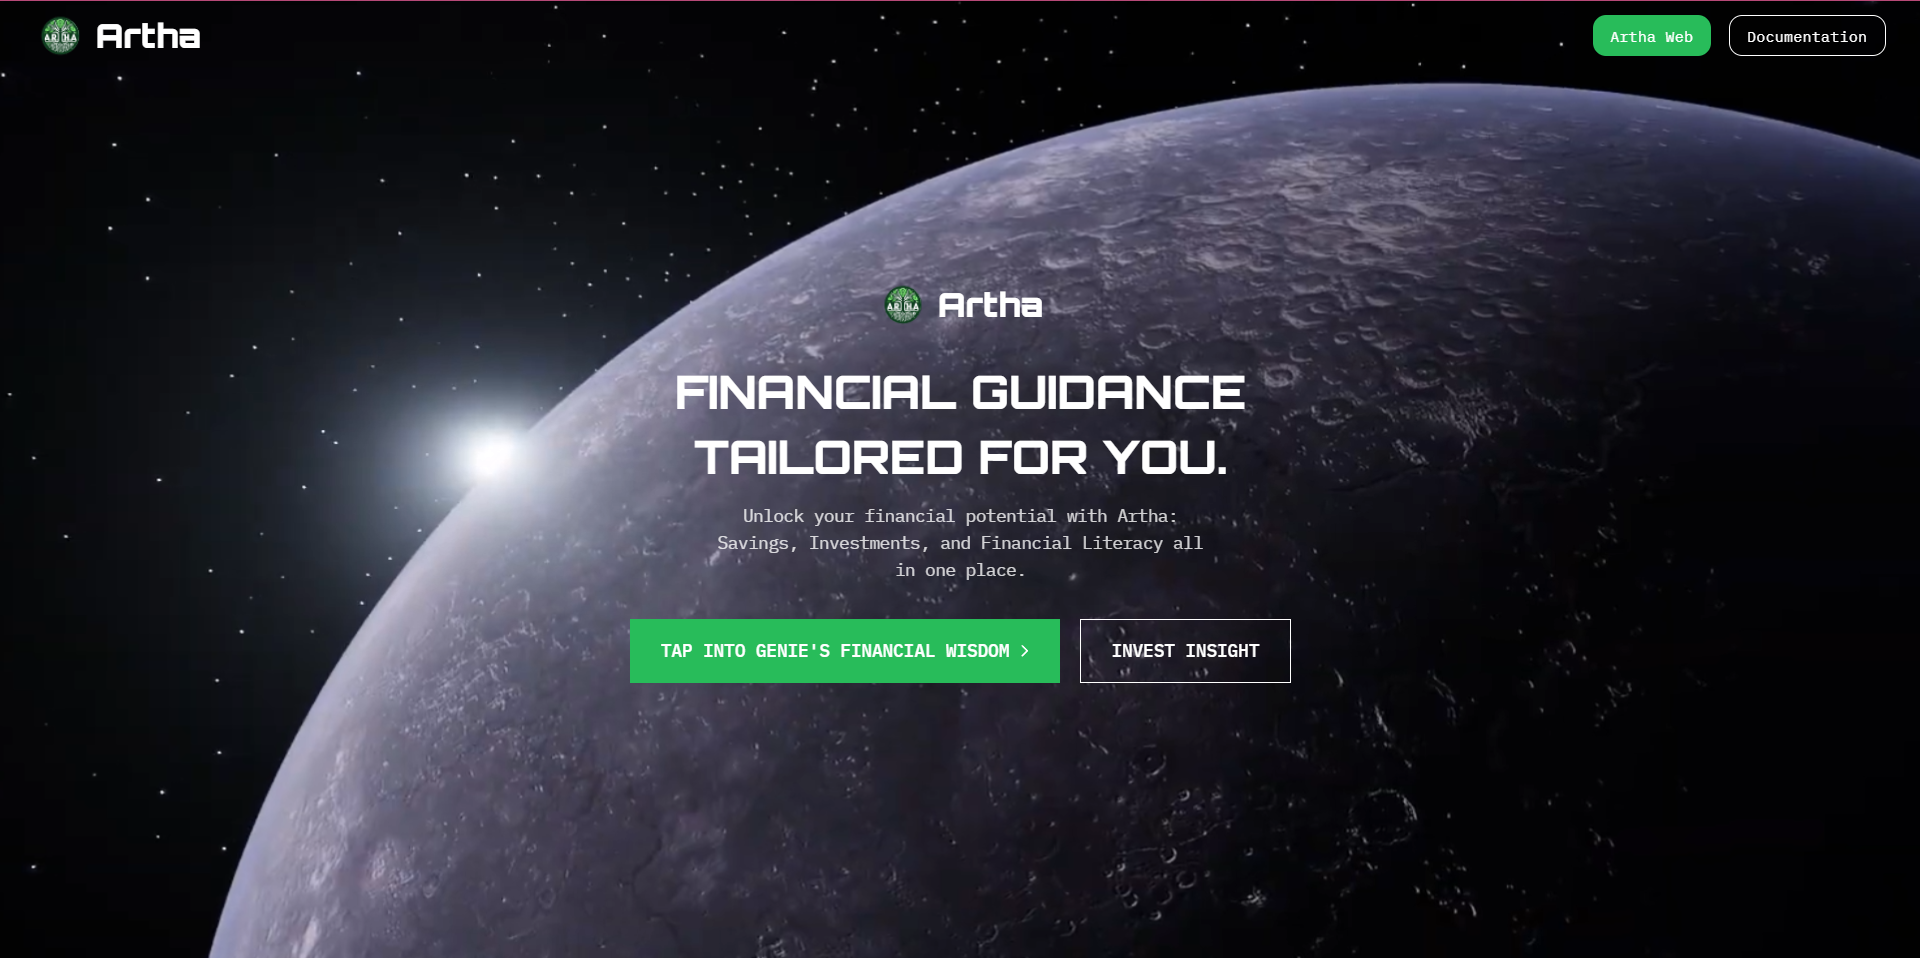 ARTHA
Artha
Artha Web
Documentation
ARTHA
Artha
FINANCIAL GUIDANCE
TAILORED FOR YOU.
Unlock your financial potential with Artha:
Savings, Investments, and Financial Literacy all
in one place.
TAP INTO GENIE'S FINANCIAL WISDOM >
INVEST INSIGHT